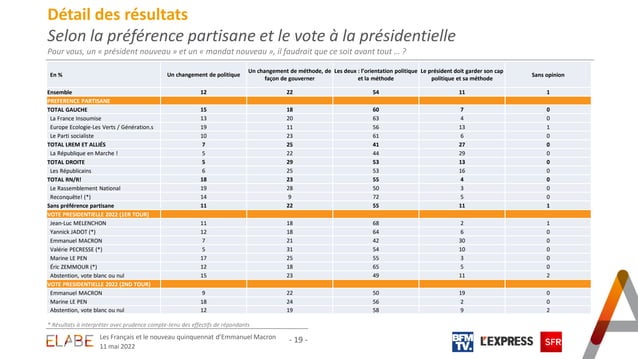 Détail des résultats
Selon la préférence partisane et le vote à la présidentielle
Pour vous, un « président nouveau » et un « mandat nouveau », il faudrait que ce soit avant tout … ?
En % Un changement de politique Un changement de méthode, de façon de gouverner Les deux : l'orientation politique et la méthode Le président doit garder son cap politique et sa méthode Sans opinion
Ensemble 12 22 54 11 1
PREFERENCE PARTISANE
TOTAL GAUCHE 15 18 60 7 0
La France Insoumise 13 20 63 4 0
Europe Ecologie-Les Verts / Génération.s 19 11 56 13 1
Le Parti socialiste 10 23 61 6 0
TOTAL LREM ET ALLIÉS 7 25 41 27 0
La République en Marche ! 5 22 44 29 0
TOTAL DROITE 5 29 53 13 0
Les Républicains 6 25 53 16 0
TOTAL RN/R! 18 23 55 4 0
Le Rassemblement National 19 28 50 3 0
Reconquête! (*) 14 9 72 5 0
Sans préférence partisane 11 22 55 11 1
VOTE PRESIDENTIELLE 2022 (1ER TOUR)
Jean-Luc MELENCHON 11 18 68 2 1
Yannick JADOT (*) 12 18 64 6 0
Emmanuel MACRON 7 21 42 30 0
Valérie PECRESSE (*) 5 31 54 10 0
Marine LE PEN 17 25 55 3 0
Éric ZEMMOUR (*) 12 18 65 5 0
Abstention, vote blanc ou nul 15 23 49 11 2
VOTE PRESIDENTIELLE 2022 (2ND TOUR)
Emmanuel MACRON 9 22 50 19 0
Marine LE PEN 18 24 56 2 0
Abstention, vote blanc ou nul 12 19 58 9 2
* Résultats à interpréter avec prudence compte-tenu des effectifs de répondants
ELABE
Les Français et le nouveau quinquennat d'Emmanuel Macron
11 mai 2022
- 19 -
BFM TV.
L'EXPRESS
SFR